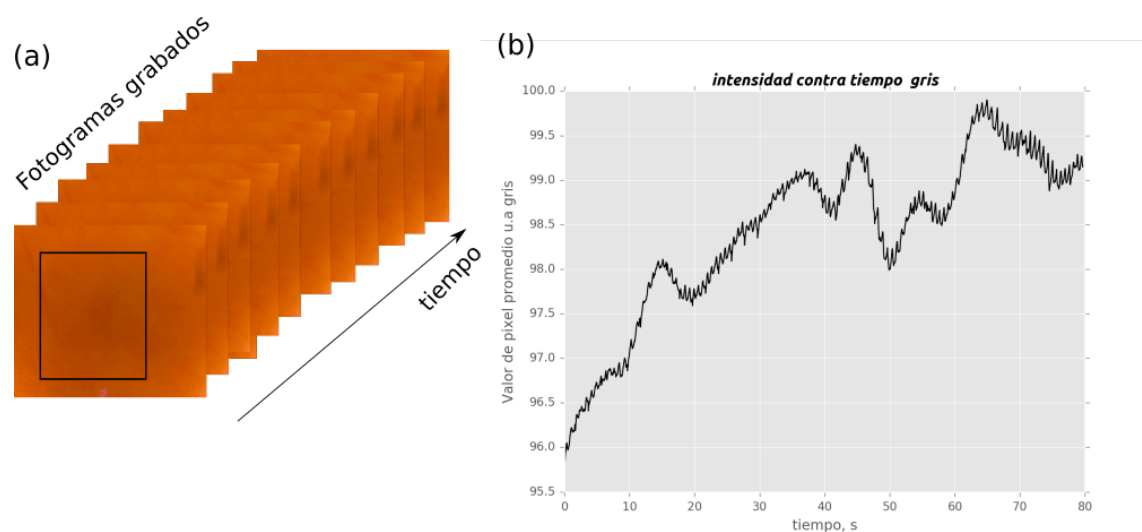 (a)
Fotogramas grabados
tiempo
(b)
intensidad contra tiempo gris
Valor de pixel promedio u.a gris
100.0
99.5
99.0
98.5
98.0
97.5
97.0
96.5
96.0
95.5
0 10 20 30 40 50 60 70 80
tiempo, s